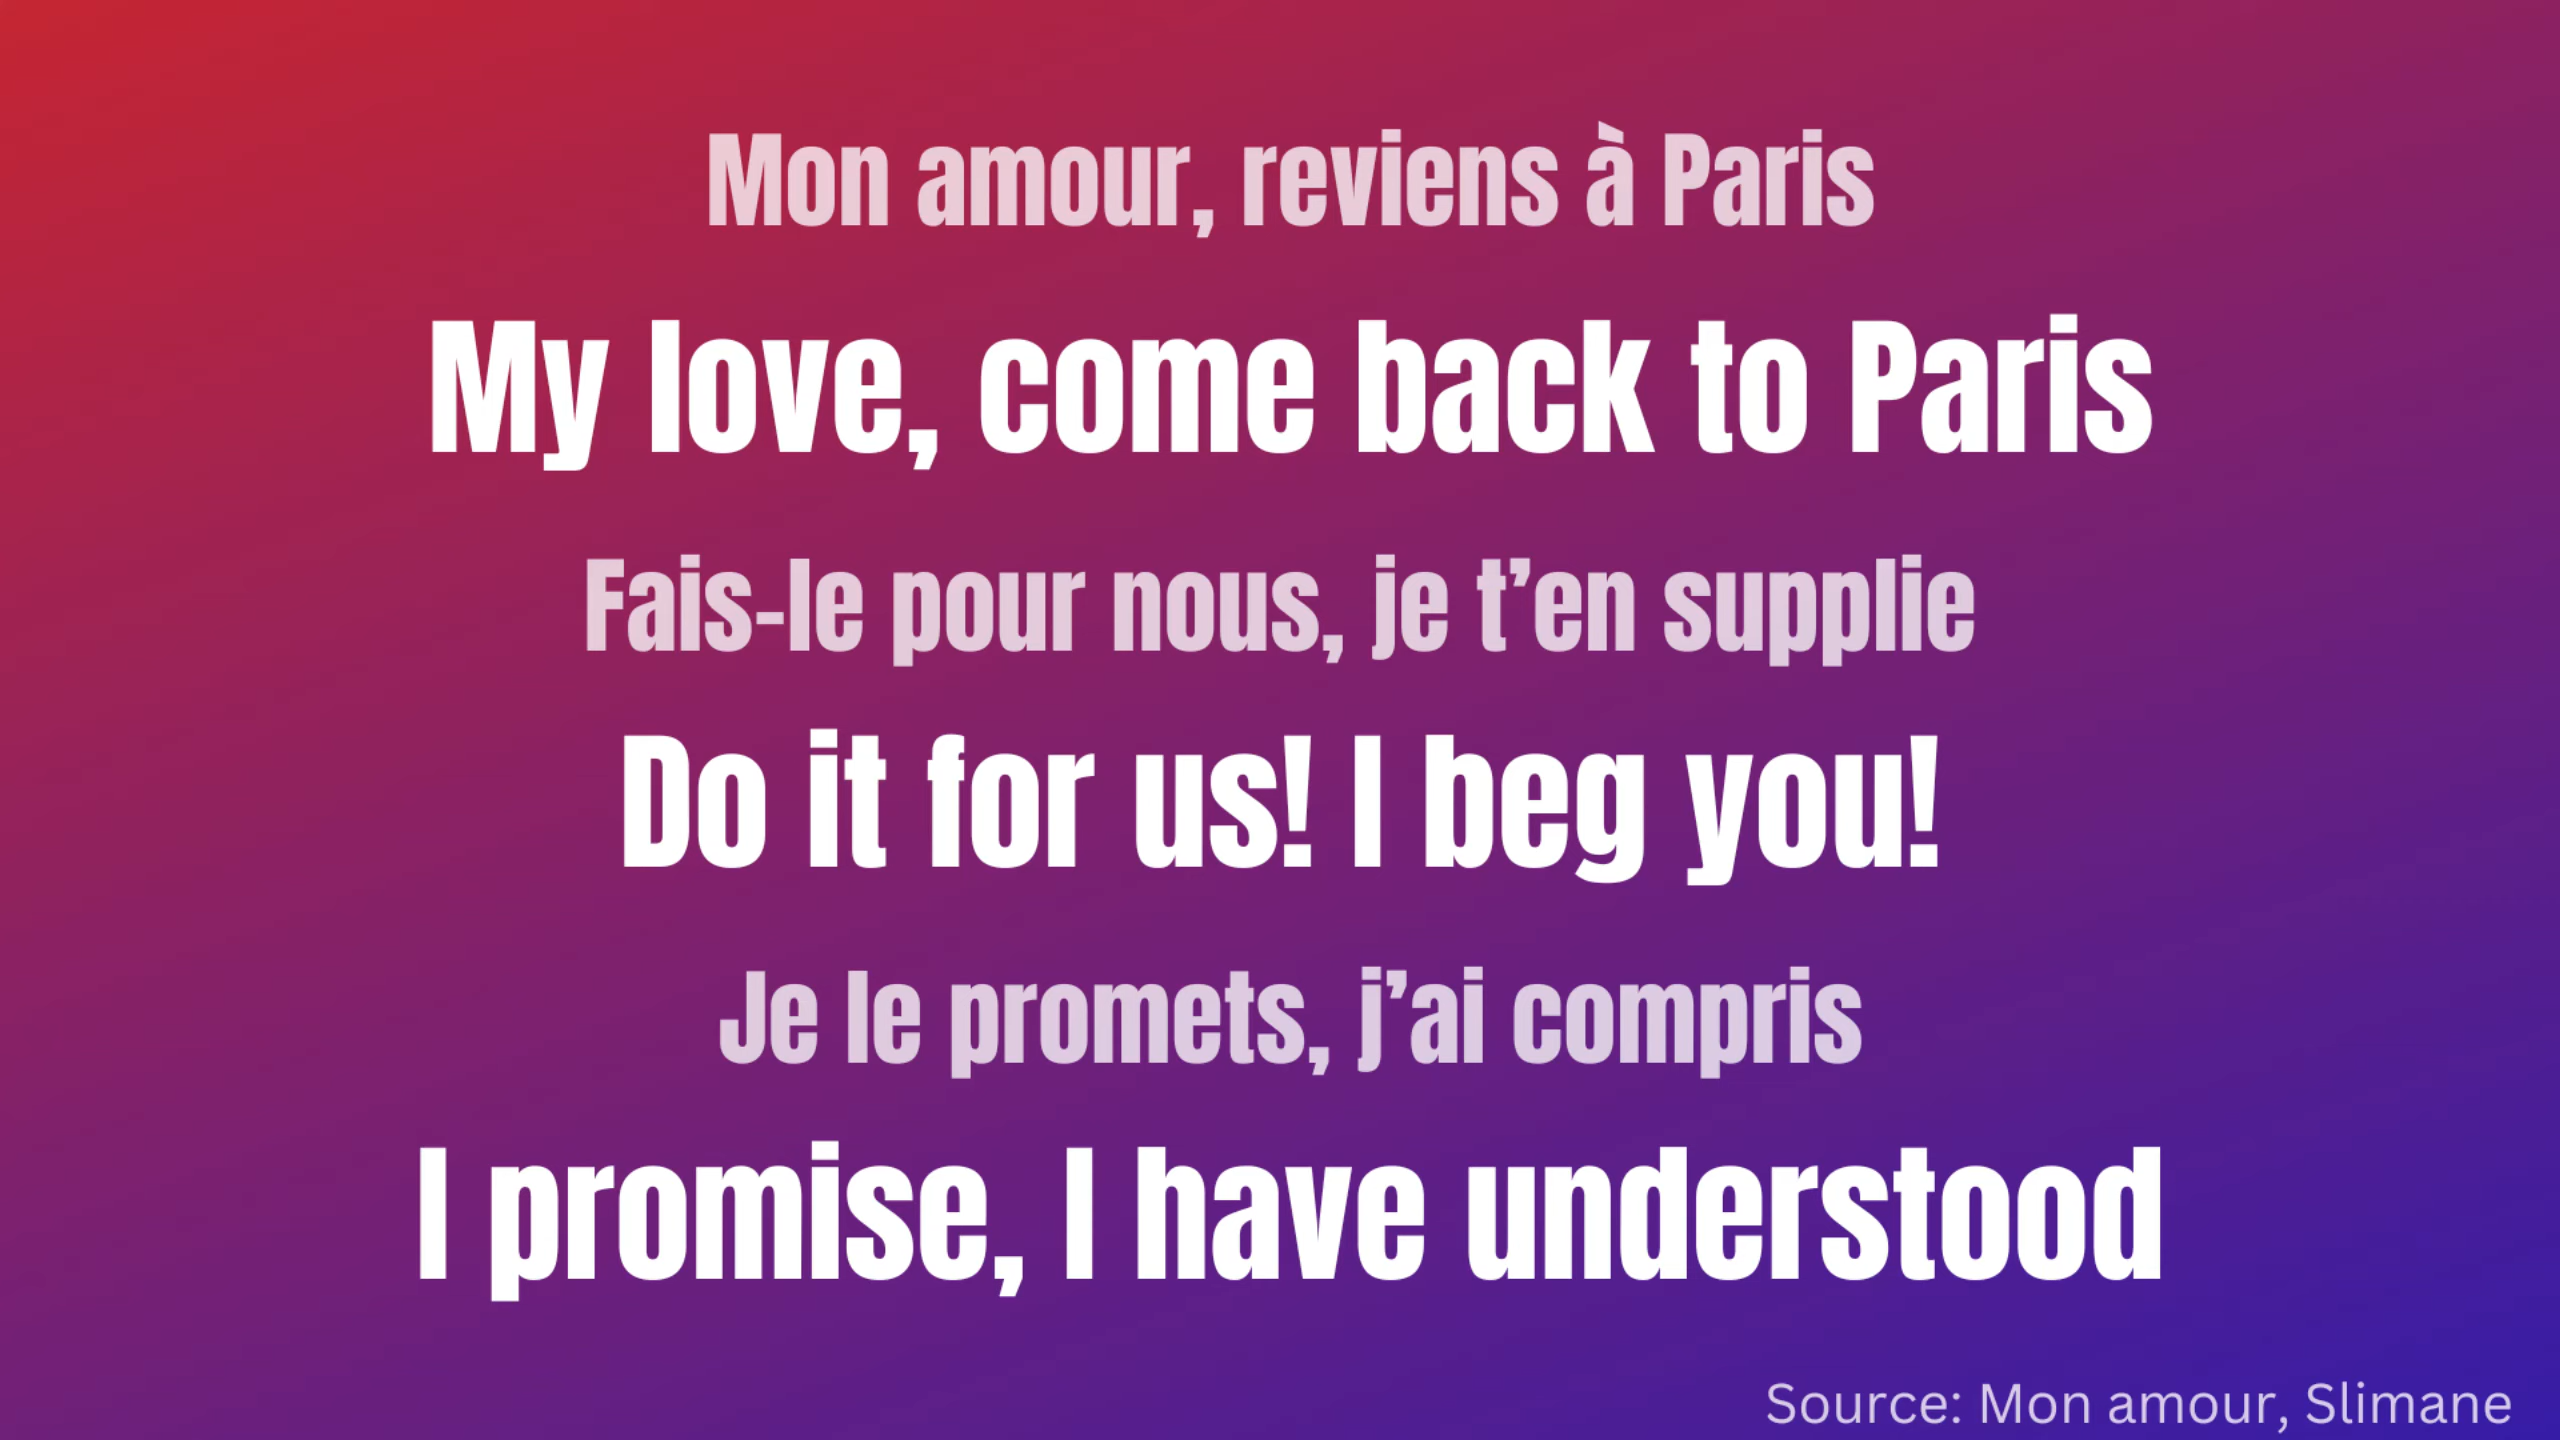 Mon amour, reviens à Paris
My love, come back to Paris
Fais-le pour nous, je t’en supplie
Do it for us! I beg you!
Je le promets, j’ai compris
I promise, I have understood
Source: Mon amour, Slimane